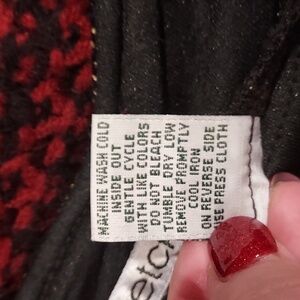 MACHINE WASH COLD
INSIDE OUT
GENTLE CYCLE
WITH LIKE COLORS
DO NOT BLEACH
TUMBLE DRY LOW
REMOVE PROMPTLY
COOL IRON
ON REVERSE SIDE
USE PRESS CLOTH